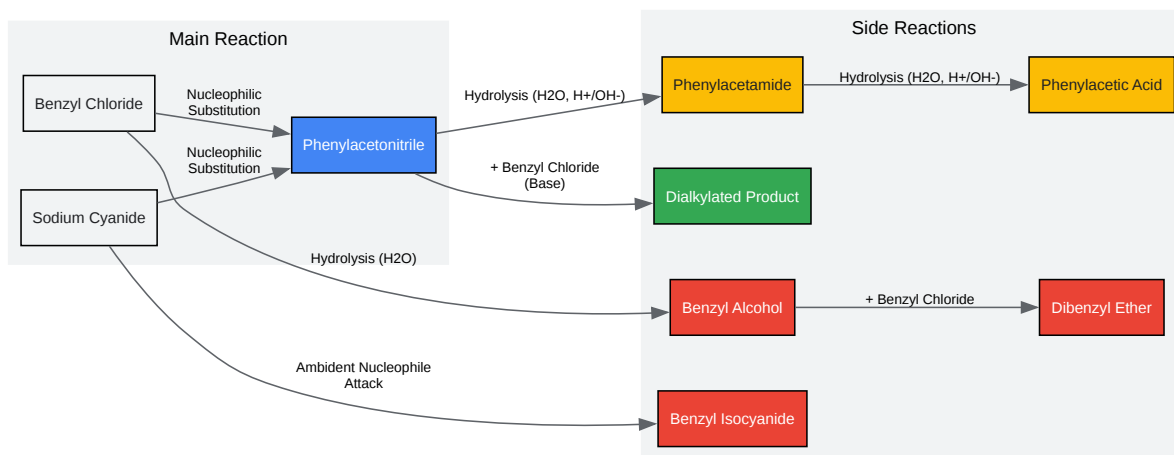 Main Reaction
Side Reactions
Benzyl Chloride
Nucleophilic
Substitution
Phenylacetonitrile
Nucleophilic
Substitution
Sodium Cyanide
Hydrolysis (H2O, H+/OH-)
Phenylacetamide
Hydrolysis (H2O, H+/OH-)
Phenylacetic Acid
+ Benzyl Chloride
(Base)
Dialkylated Product
Hydrolysis (H2O)
Benzyl Alcohol
+ Benzyl Chloride
Dibenzyl Ether
Ambident Nucleophile
Attack
Benzyl Isocyanide